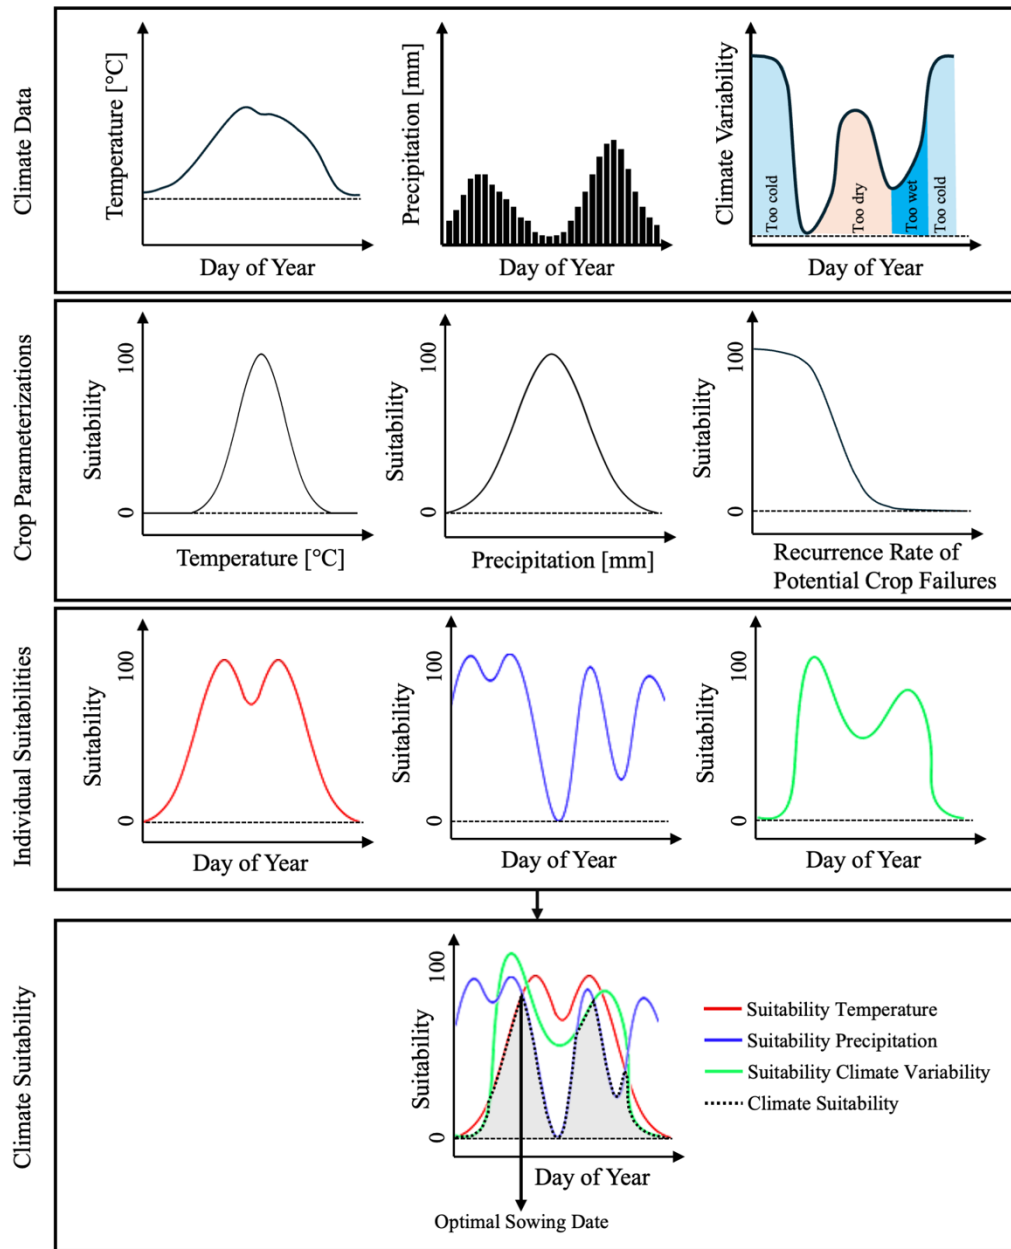 Climate Data
Temperature [°C]
Day of Year
Precipitation [mm]
Day of Year
Climate Variability
Too cold
Too dry
Too wet
Too cold
Day of Year
Crop Parameterizations
Suitability
100
0
Temperature [°C]
Suitability
100
0
Precipitation [mm]
Suitability
100
0
Recurrence Rate of
Potential Crop Failures
Individual Suitabilities
Suitability
100
0
Day of Year
Suitability
100
0
Day of Year
Suitability
100
0
Day of Year
Climate Suitability
Suitability
100
0
Day of Year
Optimal Sowing Date
Suitability Temperature
Suitability Precipitation
Suitability Climate Variability
Climate Suitability